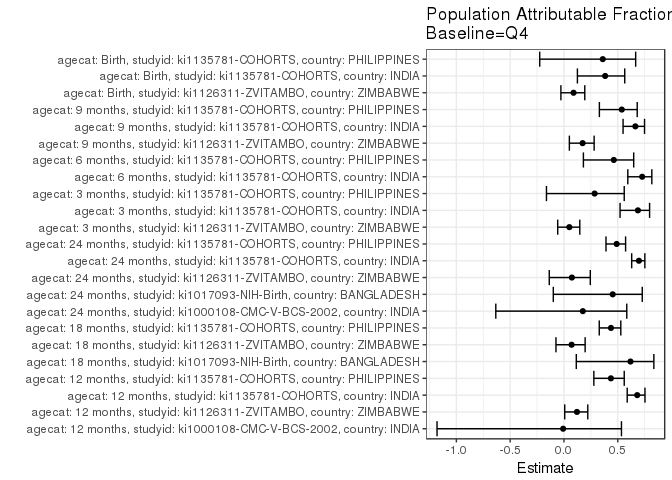 Population Attributable Fraction
Baseline=Q4
agecat: Birth, studyid: ki1135781-COHORTS, country: PHILIPPINES
agecat: Birth, studyid: ki1135781-COHORTS, country: INDIA
agecat: Birth, studyid: ki1126311-ZVITAMBO, country: ZIMBABWE
agecat: 9 months, studyid: ki1135781-COHORTS, country: PHILIPPINES
agecat: 9 months, studyid: ki1135781-COHORTS, country: INDIA
agecat: 9 months, studyid: ki1126311-ZVITAMBO, country: ZIMBABWE
agecat: 6 months, studyid: ki1135781-COHORTS, country: PHILIPPINES
agecat: 6 months, studyid: ki1135781-COHORTS, country: INDIA
agecat: 3 months, studyid: ki1135781-COHORTS, country: PHILIPPINES
agecat: 3 months, studyid: ki1135781-COHORTS, country: INDIA
agecat: 3 months, studyid: ki1126311-ZVITAMBO, country: ZIMBABWE
agecat: 24 months, studyid: ki1135781-COHORTS, country: PHILIPPINES
agecat: 24 months, studyid: ki1135781-COHORTS, country: INDIA
agecat: 24 months, studyid: ki1126311-ZVITAMBO, country: ZIMBABWE
agecat: 24 months, studyid: ki1017093-NIH-Birth, country: BANGLADESH
agecat: 24 months, studyid: ki1000108-CMC-V-BCS-2002, country: INDIA
agecat: 18 months, studyid: ki1135781-COHORTS, country: PHILIPPINES
agecat: 18 months, studyid: ki1126311-ZVITAMBO, country: ZIMBABWE
agecat: 18 months, studyid: ki1017093-NIH-Birth, country: BANGLADESH
agecat: 12 months, studyid: ki1135781-COHORTS, country: PHILIPPINES
agecat: 12 months, studyid: ki1135781-COHORTS, country: INDIA
agecat: 12 months, studyid: ki1126311-ZVITAMBO, country: ZIMBABWE
agecat: 12 months, studyid: ki1000108-CMC-V-BCS-2002, country: INDIA
-1.0 -0.5 0.0 0.5
Estimate